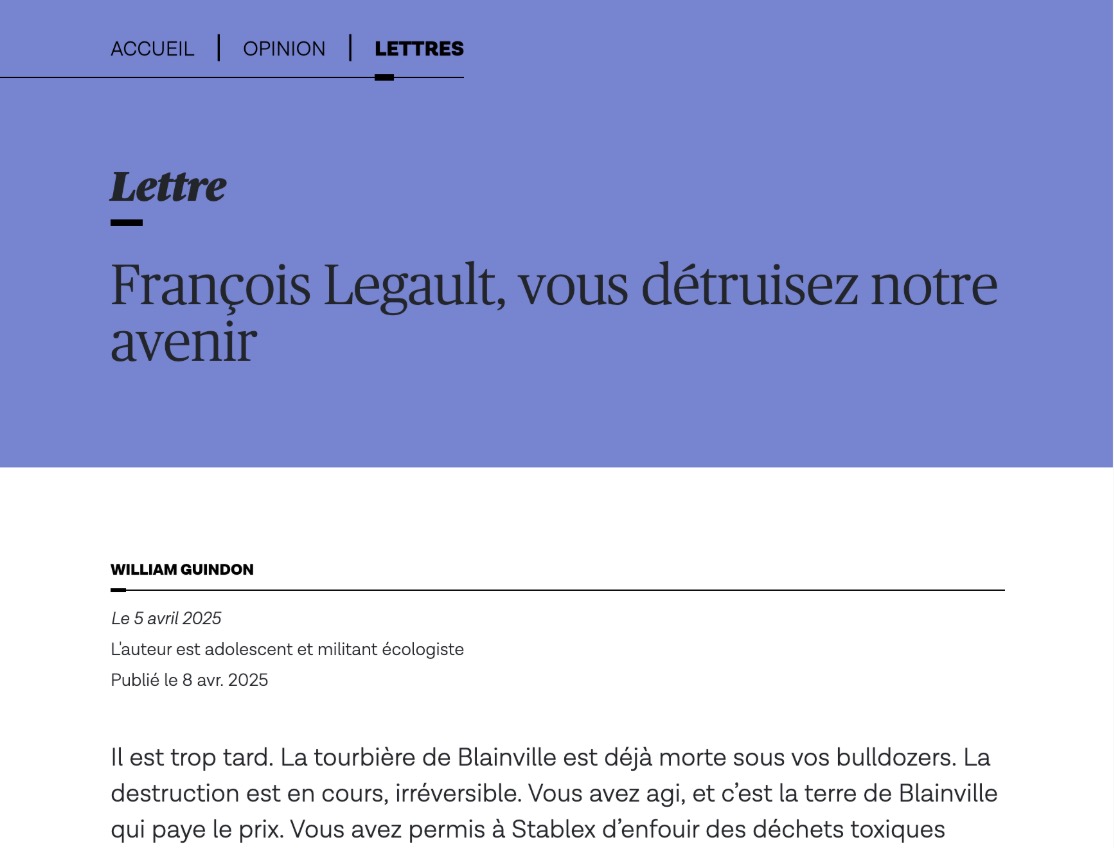 ACCUEIL | OPINION | LETTRES
Lettre
François Legault, vous détruisez notre
avenir
WILLIAM GUINDON
Le 5 avril 2025
L'auteur est adolescent et militant écologiste
Publié le 8 avr. 2025
Il est trop tard. La tourbière de Blainville est déjà morte sous vos bulldozers. La
destruction est en cours, irréversible. Vous avez agi, et c’est la terre de Blainville
qui paye le prix. Vous avez permis à Stablex d’enfouir des déchets toxiques